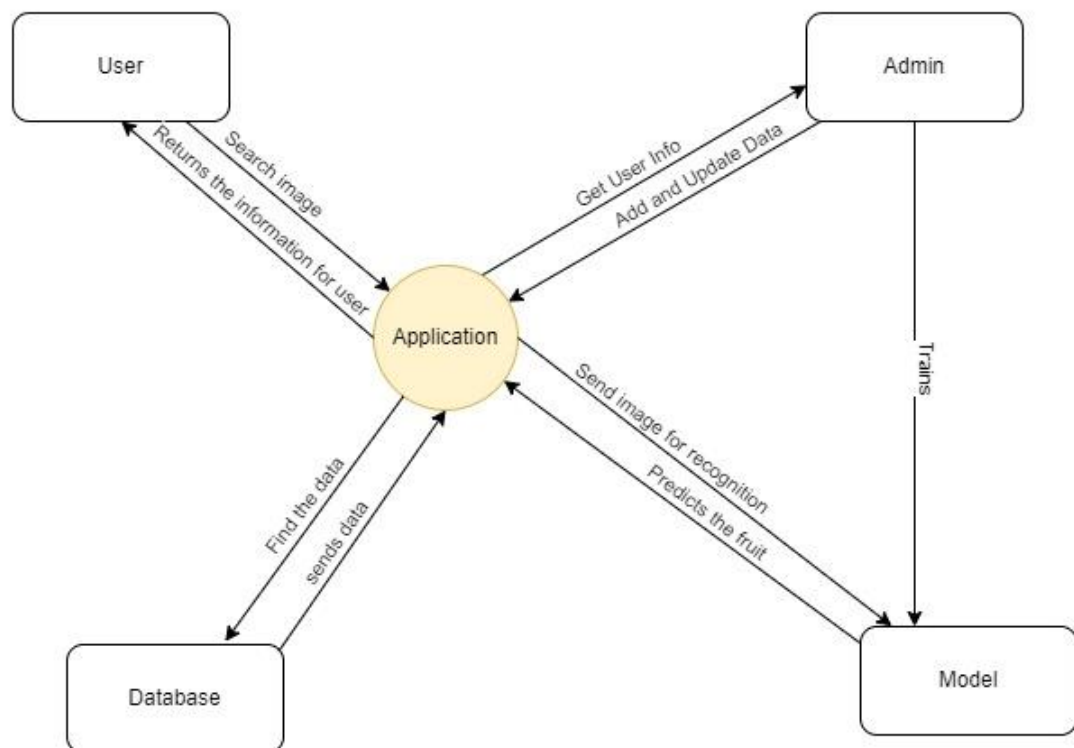 User
Admin
Search image
Returns the information for user
Get User Info
Add and Update Data
Application
Trains
Send image for recognition
Predicts the fruit
Find the data
sends data
Database
Model